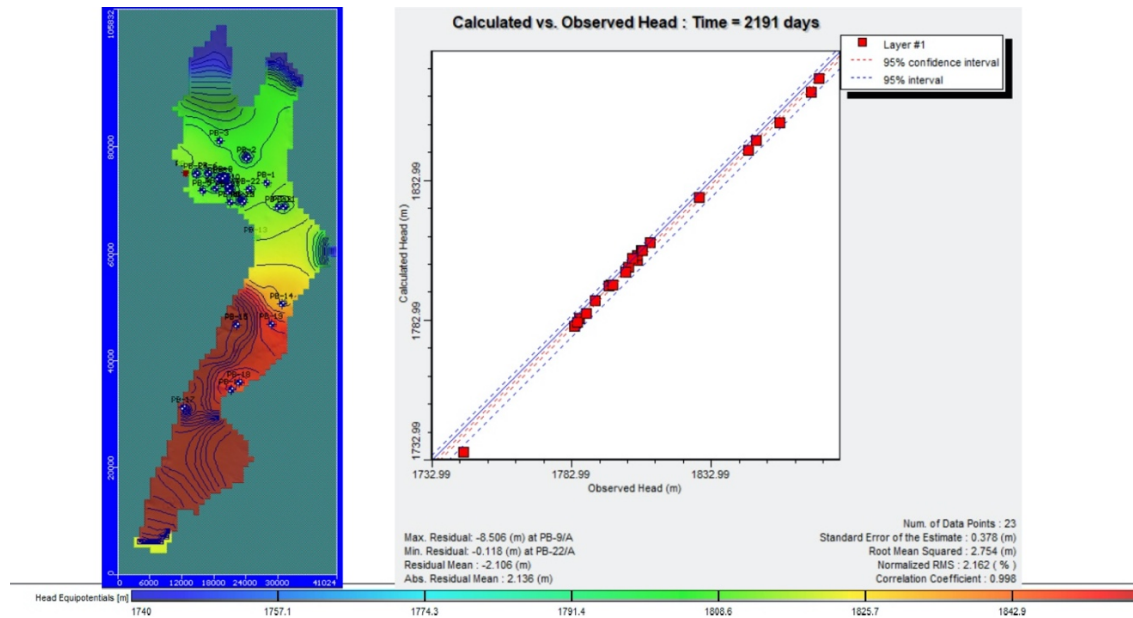 105832
80000
60000
40000
20000
0
0 6000 12000 18000 24000 30000 41024
PB-3
PB-2
PB-1
PB-22
PB-13
PB-14
PB-19
PB-17
Calculated vs. Observed Head : Time = 2191 days
Layer #1
95% confidence interval
95% interval
Calculated Head (m)
1832.99
1782.99
1732.99
1732.99 1782.99 1832.99
Observed Head (m)
Max. Residual: -8.506 (m) at PB-9/A
Min. Residual: -0.118 (m) at PB-22/A
Residual Mean : -2.106 (m)
Abs. Residual Mean : 2.136 (m)
Num. of Data Points : 23
Standard Error of the Estimate : 0.378 (m)
Root Mean Squared : 2.754 (m)
Normalized RMS : 2.162 ( % )
Correlation Coefficient : 0.998
Head Equipotentials [m]
1740 1757.1 1774.3 1791.4 1808.6 1825.7 1842.9